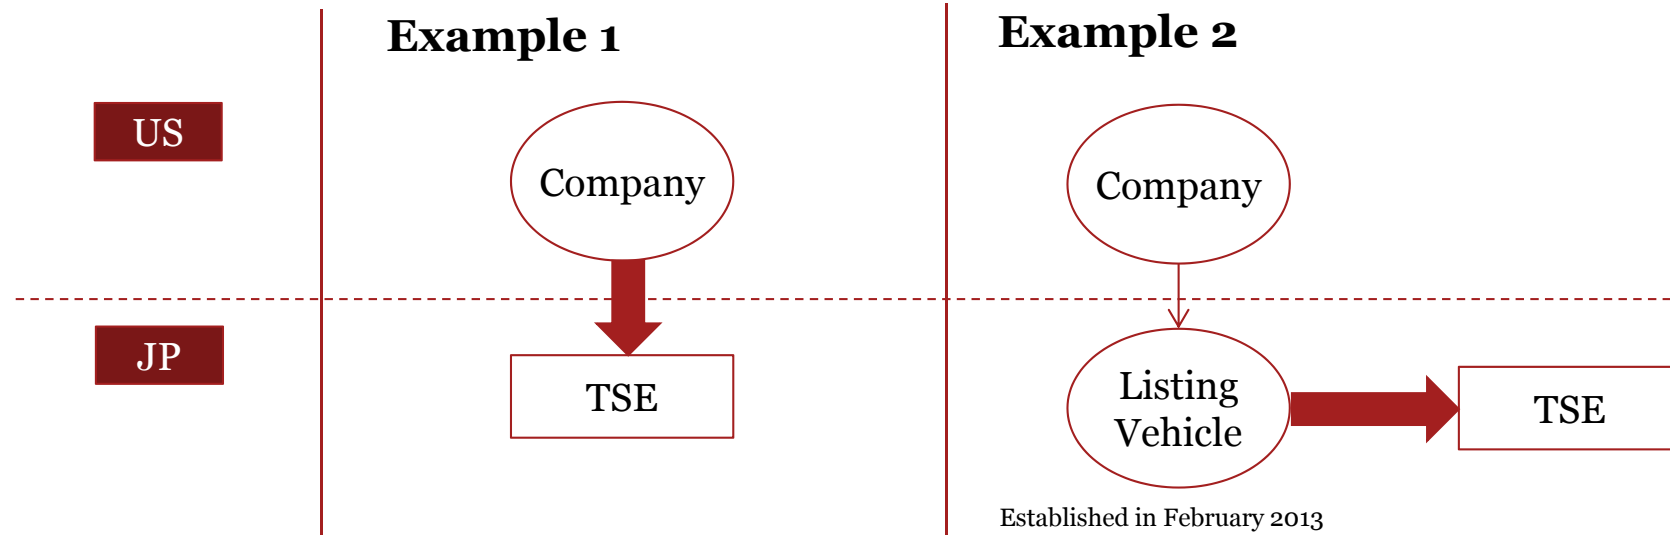 Example 1
Example 2
US
Company
Company
JP
TSE
Listing
Vehicle
TSE
Established in February 2013